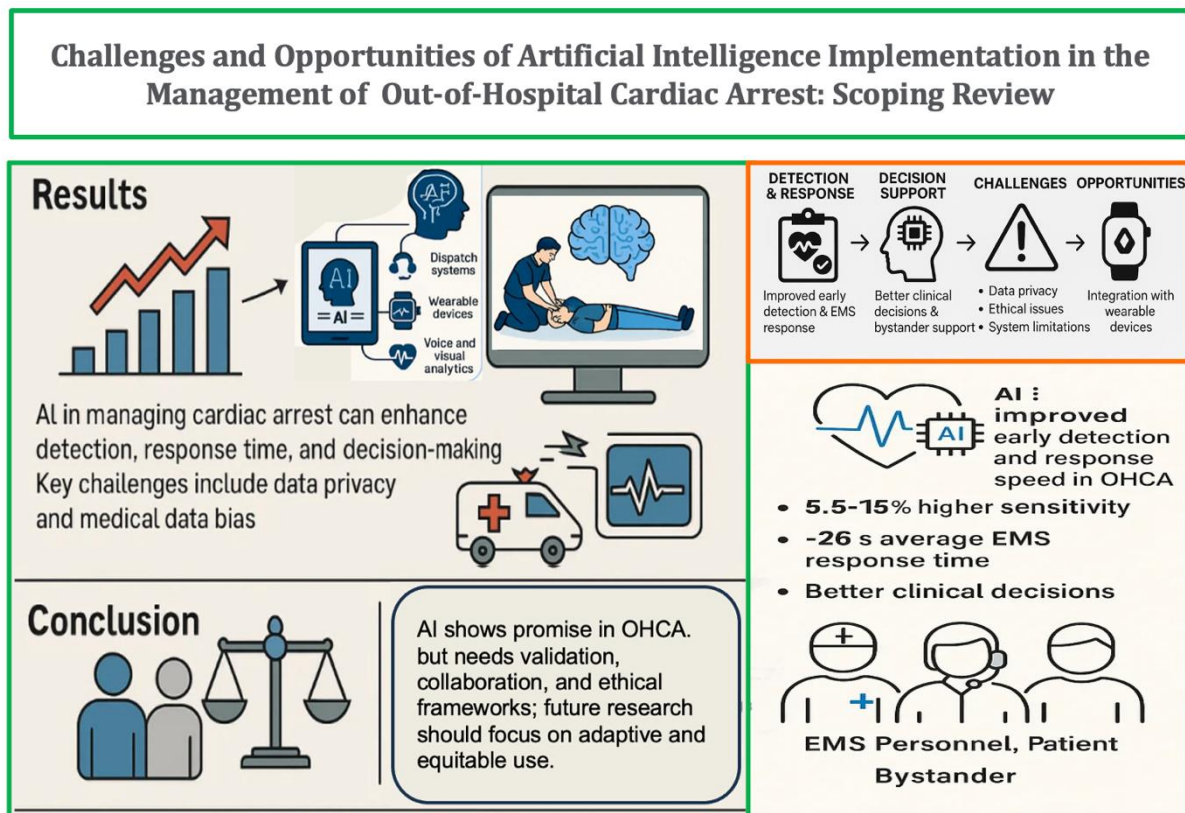 Challenges and Opportunities of Artificial Intelligence Implementation in the
Management of Out-of-Hospital Cardiac Arrest: Scoping Review
Results
AI
Dispatch
systems
AI
= AI =
Wearable
devices
Voice and
visual
analytics
AI in managing cardiac arrest can enhance
detection, response time, and decision-making
Key chailenges include data privacy
and medical data bias
Conclusion
AI shows promise in OHCA.
but needs validation,
collaboration, and ethical
frameworks; future research
should focus on adaptive and
equitable use.
DETECTION
& RESPONSE
Improved early
detection & EMS
response
DECISION
SUPPORT
Better clinical
decisions &
bystander support
CHALLENGES
• Data privacy
• Ethical issues
• System limitations
OPPORTUNITIES
Integration with
wearable
devices
AI
AI :
improved
early detection
and response
speed in OHCA
• 5.5-15% higher sensitivity
• -26 s average EMS
response time
• Better clinical decisions
EMS Personnel, Patient
Bystander